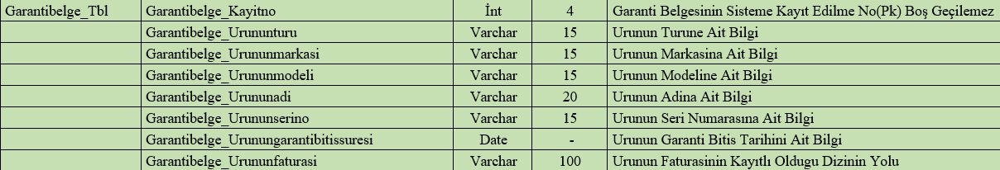 Garantibelge_Tbl Garantibelge_Kayitno İnt 4 Garanti Belgesinin Sisteme Kayıt Edilme No(Pk) Boş Geçilemez
Garantibelge_Urununturu Varchar 15 Urunun Turune Ait Bilgi
Garantibelge_Urununmarkasi Varchar 15 Urunun Markasina Ait Bilgi
Garantibelge_Urununmodeli Varchar 15 Urunun Modeline Ait Bilgi
Garantibelge_Urununadi Varchar 20 Urunun Adina Ait Bilgi
Garantibelge_Urununserino Varchar 15 Urunun Seri Numarasına Ait Bilgi
Garantibelge_Urunungarantibitissuresi Date - Urunun Garanti Bitis Tarihini Ait Bilgi
Garantibelge_Urununfaturasi Varchar 100 Urunun Faturasinin Kayıtlı Oldugu Dizinin Yolu